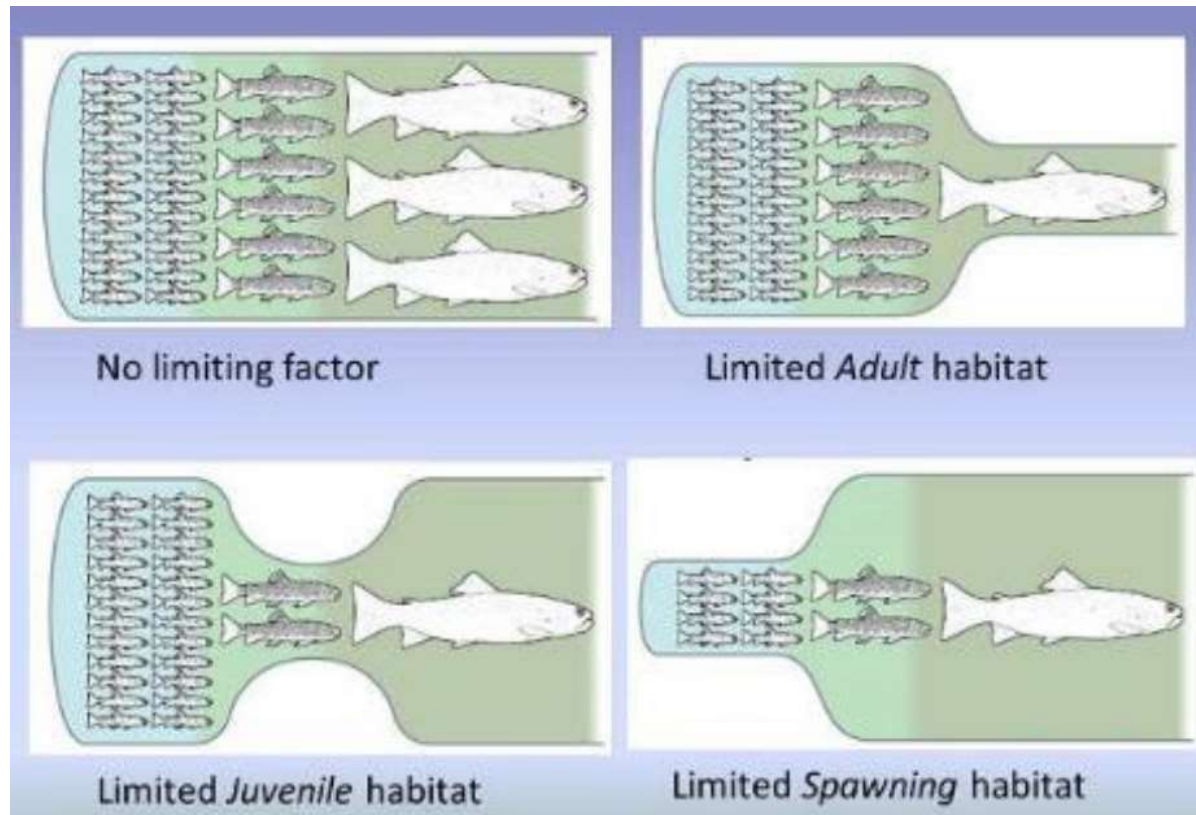 No limiting factor
Limited Adult habitat
Limited Juvenile habitat
Limited Spawning habitat